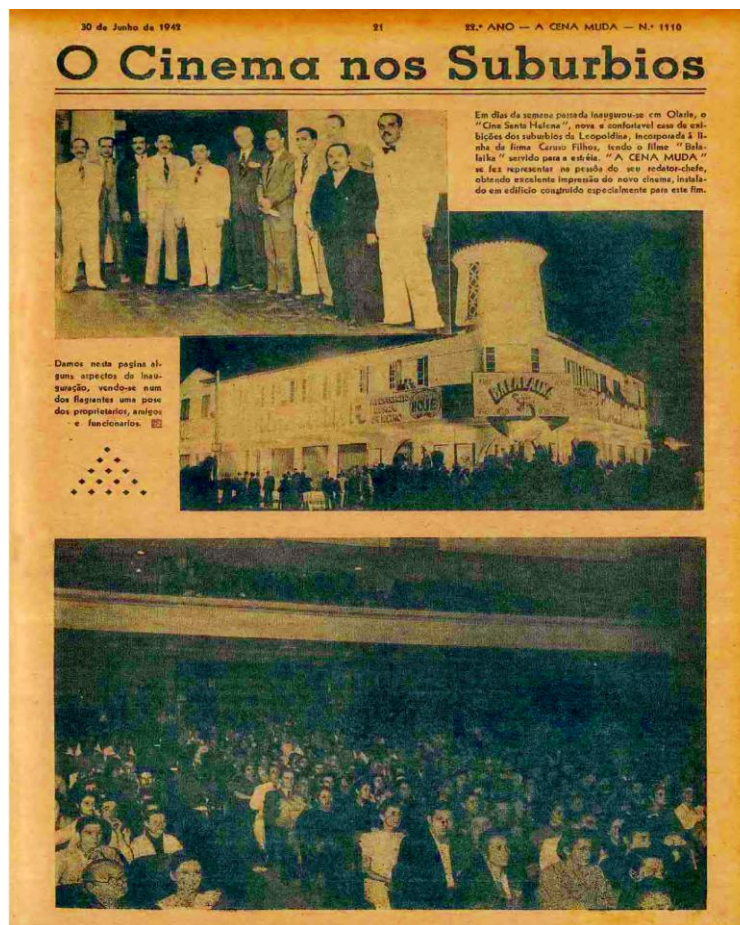 30 de Junho de 1942
21
22.º ANO — A CENA MUDA — N.º 1110
O Cinema nos Suburbios
Em dias da semana passada inaugurou-se em Olaria, o
"Cine Santa Helena", nova e confortavel casa de exi-
bições dos suburbios da Leopoldina, incorporada á li-
nha da firma Caruso Filhos, tendo o filme "Bala-
laika" servido para a estréia. "A CENA MUDA"
se fez representar na pessôa do seu redator-chefe,
obtendo excelente impressão do novo cinema, instala-
do em edificio construido especialmente para este fim.
Damos nesta pagina al-
guns aspectos da inau-
guração, vendo-se num
dos flagrantes uma pose
dos proprietarios, amigos
e funcionarios.
BALALAIKA
HOJE